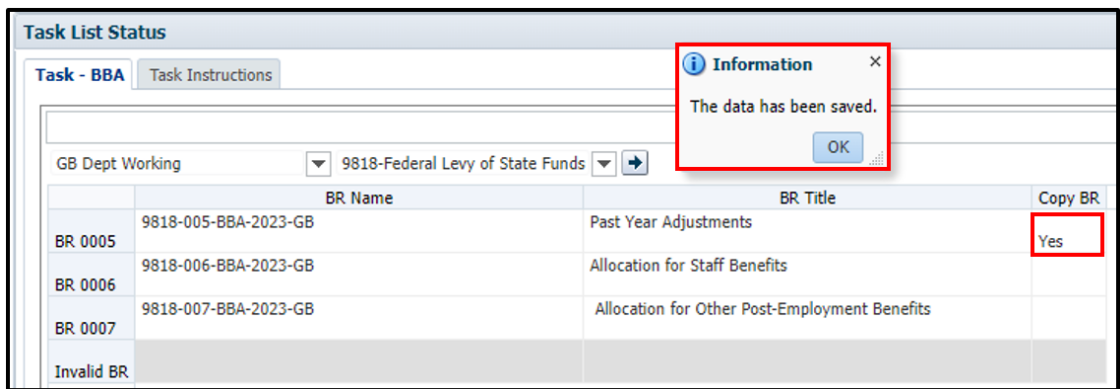 Task List Status
Task - BBA Task Instructions
Information ×
The data has been saved.
OK
GB Dept Working 9818-Federal Levy of State Funds
BR Name BR Title Copy BR
BR 0005 9818-005-BBA-2023-GB Past Year Adjustments Yes
BR 0006 9818-006-BBA-2023-GB Allocation for Staff Benefits
BR 0007 9818-007-BBA-2023-GB Allocation for Other Post-Employment Benefits
Invalid BR